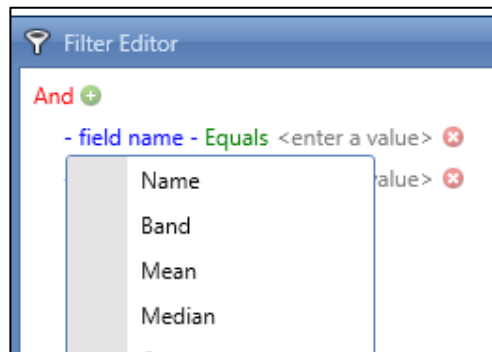 Filter Editor
And
- field name - Equals <enter a value>
value>
Name
Band
Mean
Median